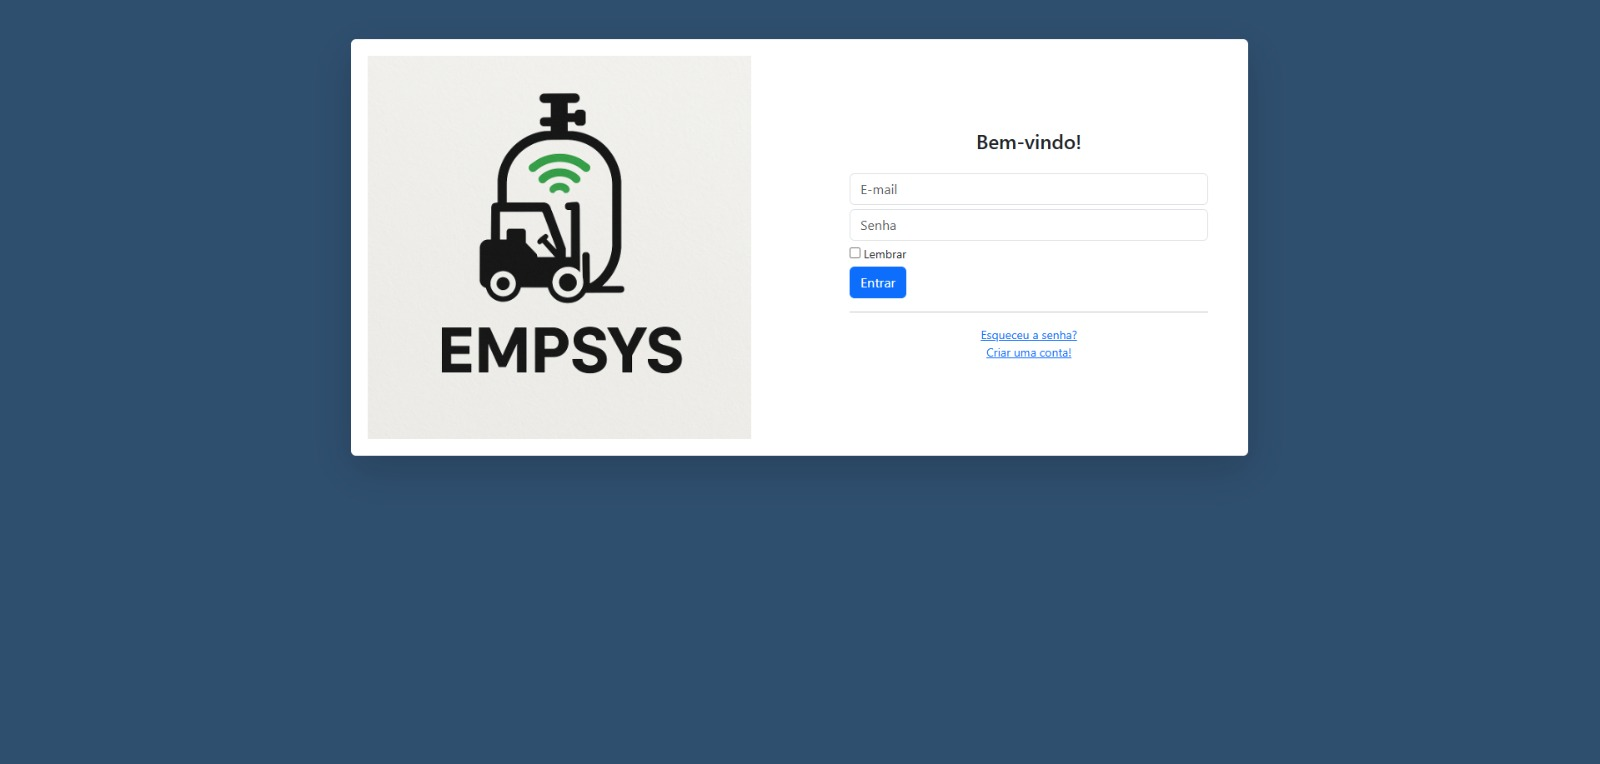 EMPSYS
Bem-vindo!
E-mail
Senha
Lembrar
Entrar
Esqueceu a senha?
Criar uma conta!